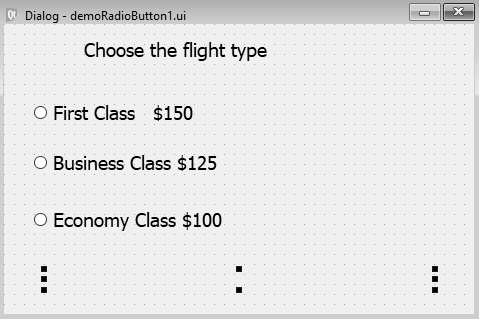 Dialog - demoRadioButton1.ui
Choose the flight type
First Class $150
Business Class $125
Economy Class $100